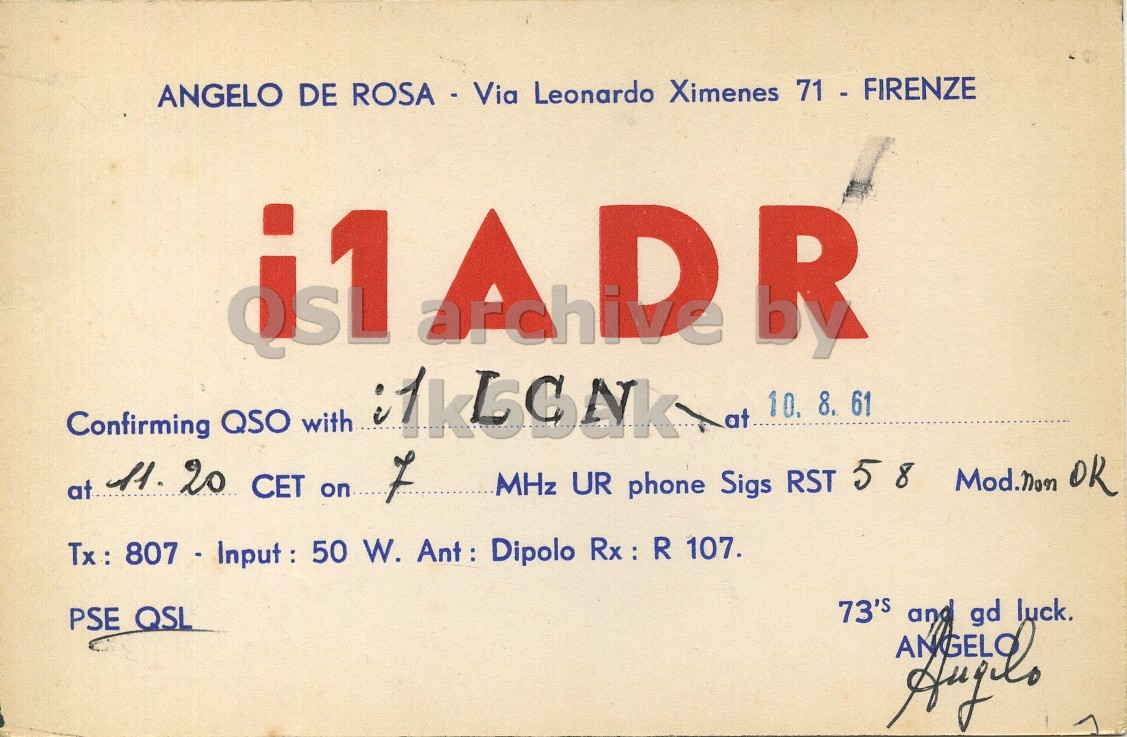 ANGELO DE ROSA - Via Leonardo Ximenes 71 - FIRENZE
i1ADR
QSL archive by
ik6bak
Confirming QSO with i1 LCN at 10. 8. 61
at 11.20 CET on 7 MHz UR phone Sigs RST 5 8 Mod. non OK
Tx : 807 - Input : 50 W. Ant : Dipolo Rx : R 107.
PSE QSL
73'S and gd luck.
ANGELO
Angelo